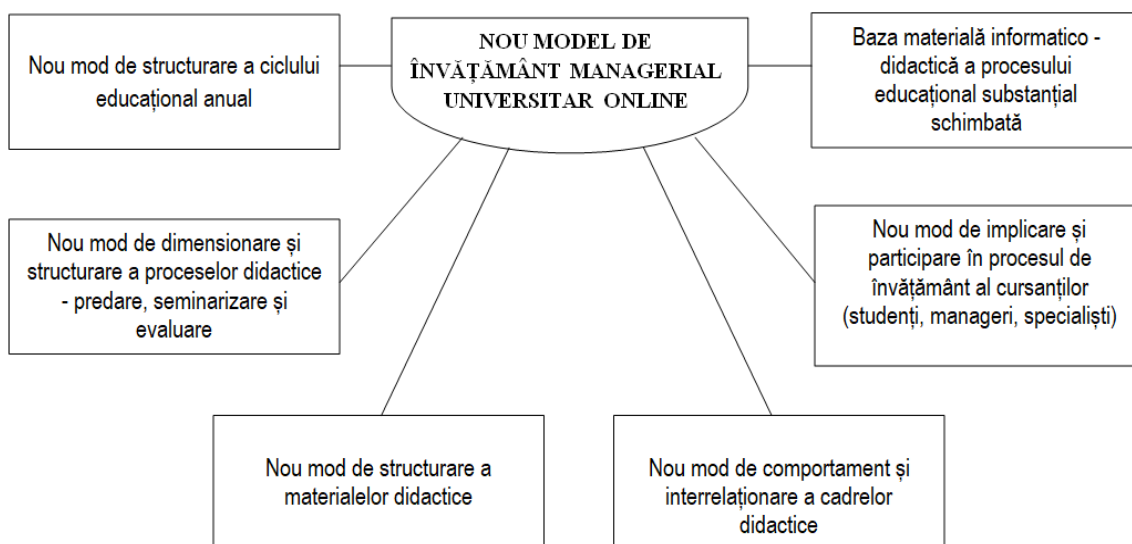 NOU MODEL DE
ÎNVĂȚĂMÂNT MANAGERIAL
UNIVERSITAR ONLINE
Nou mod de structurare a ciclului
educațional anual
Baza materială informatico -
didactică a procesului
educațional substanțial
schimbată
Nou mod de dimensionare și
structurare a proceselor didactice
- predare, seminarizare și
evaluare
Nou mod de implicare și
participare în procesul de
învățământ al cursanților
(studenți, manageri, specialiști)
Nou mod de structurare a
materialelor didactice
Nou mod de comportament și
interrelaționare a cadrelor
didactice